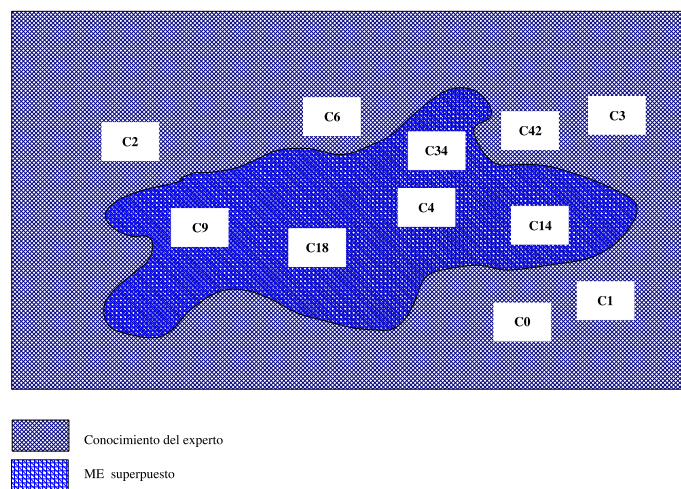 C3
C6
C42
C2
C34
C4
C9
C14
C18
C1
C0
Conocimiento del experto
ME superpuesto